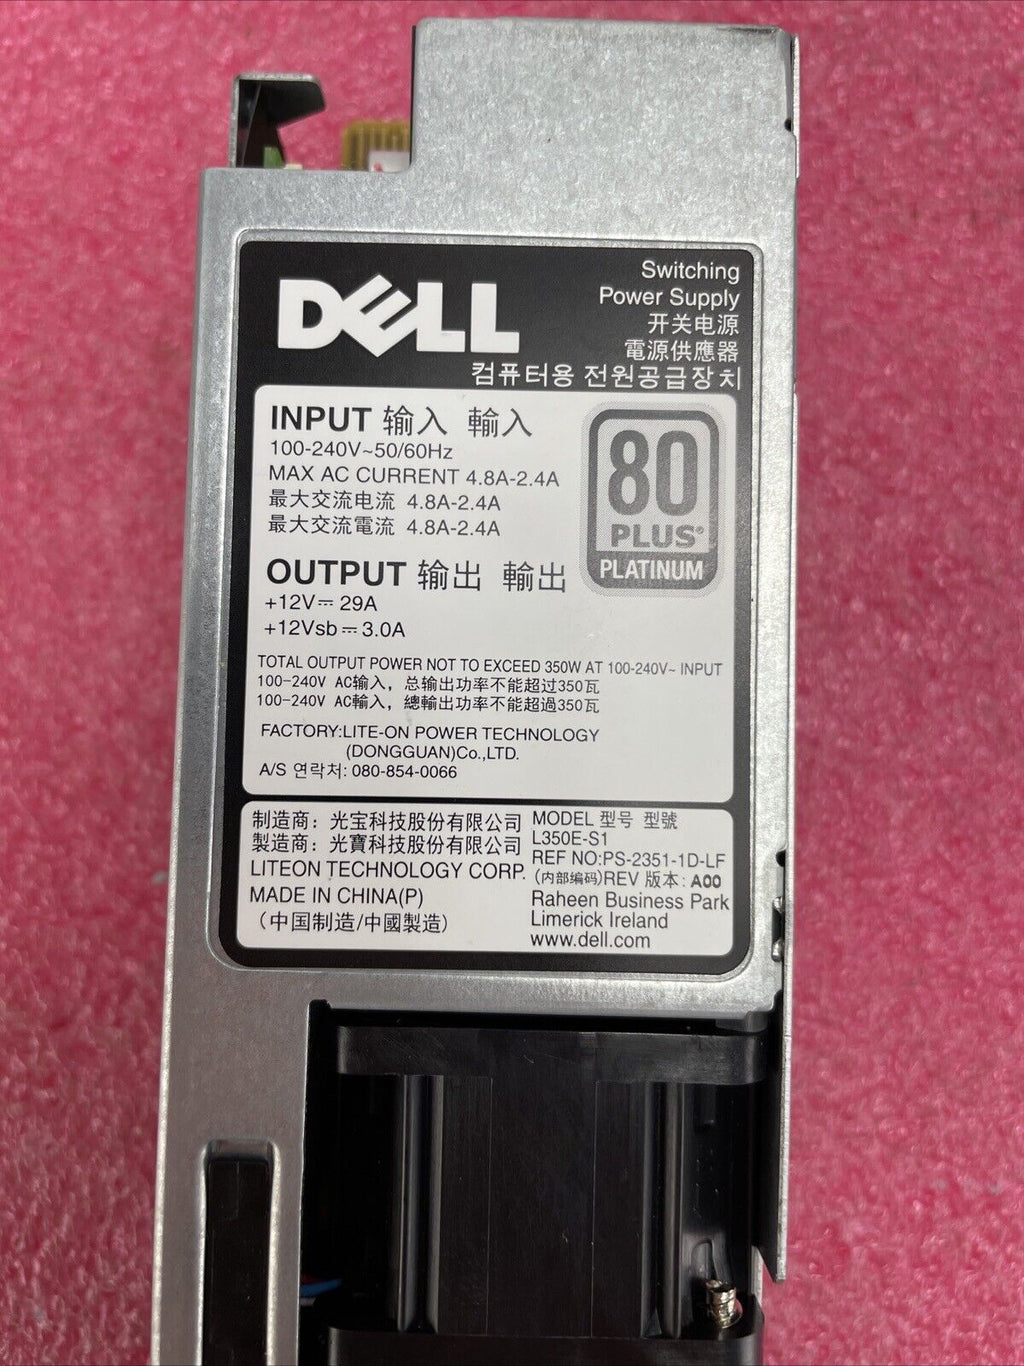 DELL
Switching
Power Supply
开关电源
電源供應器
컴퓨터용 전원공급장치
INPUT 输入 輸入
100-240V~50/60Hz
MAX AC CURRENT 4.8A-2.4A
最大交流电流 4.8A-2.4A
最大交流電流 4.8A-2.4A
80
PLUS®
PLATINUM
OUTPUT 输出 輸出
+12V⎓ 29A
+12Vsb⎓ 3.0A
TOTAL OUTPUT POWER NOT TO EXCEED 350W AT 100-240V~ INPUT
100-240V AC输入，总输出功率不能超过350瓦
100-240V AC輸入，總輸出功率不能超過350瓦
FACTORY:LITE-ON POWER TECHNOLOGY
(DONGGUAN)Co.,LTD.
A/S 연락처: 080-854-0066
制造商：光宝科技股份有限公司
製造商：光寶科技股份有限公司
LITEON TECHNOLOGY CORP.
MADE IN CHINA(P)
（中国制造/中國製造）
MODEL 型号 型號
L350E-S1
REF NO:PS-2351-1D-LF
(内部编码)REV 版本: A00
Raheen Business Park
Limerick Ireland
www.dell.com